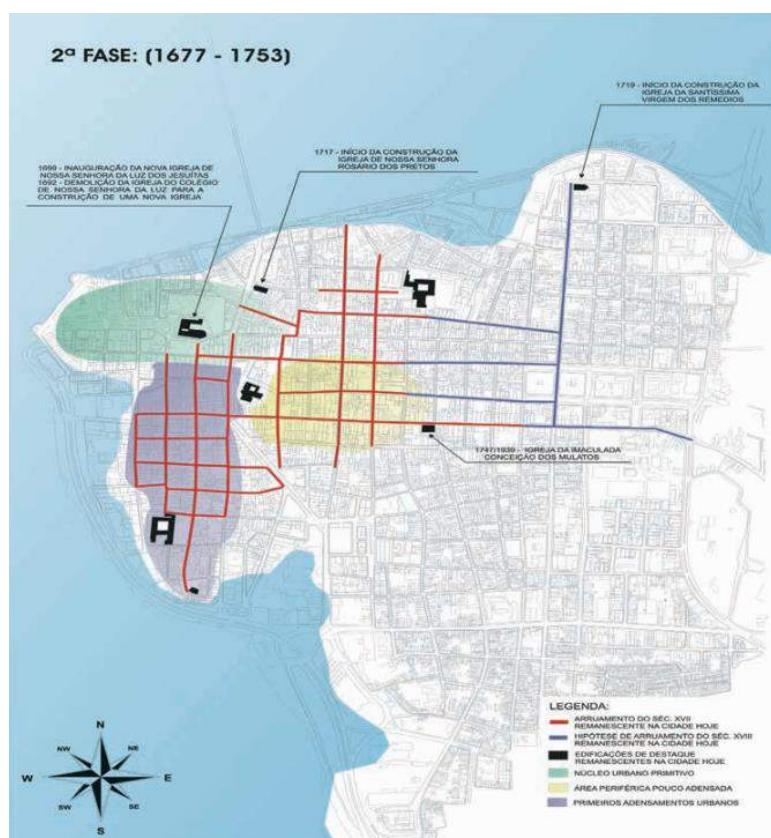 2ª FASE: (1677 - 1753)
1719 - INÍCIO DA CONSTRUÇÃO DA
IGREJA DA SANTÍSSIMA
VIRGEM DOS REMÉDIOS
1717 - INÍCIO DA CONSTRUÇÃO DA
IGREJA DE NOSSA SENHORA
ROSÁRIO DOS PRETOS
1699 - INAUGURAÇÃO DA NOVA IGREJA DE
NOSSA SENHORA DA LUZ DOS JESUÍTAS
1692 - DEMOLIÇÃO DA IGREJA DO COLÉGIO
DE NOSSA SENHORA DA LUZ PARA A
CONSTRUÇÃO DE UMA NOVA IGREJA
1747/1939 - IGREJA DA IMACULADA
CONCEIÇÃO DOS MULATOS
LEGENDA:
ARRUAMENTO DO SÉC. XVII
REMANESCENTE NA CIDADE HOJE
HIPÓTESE DE ARRUAMENTO DO SÉC. XVIII
REMANESCENTE NA CIDADE HOJE
EDIFICAÇÕES DE DESTAQUE
REMANESCENTES NA CIDADE HOJE
NÚCLEO URBANO PRIMITIVO
ÁREA PERIFÉRICA POUCO ADENSADA
PRIMEIROS ADENSAMENTOS URBANOS
N
NW
NE
W
E
SW
SE
S